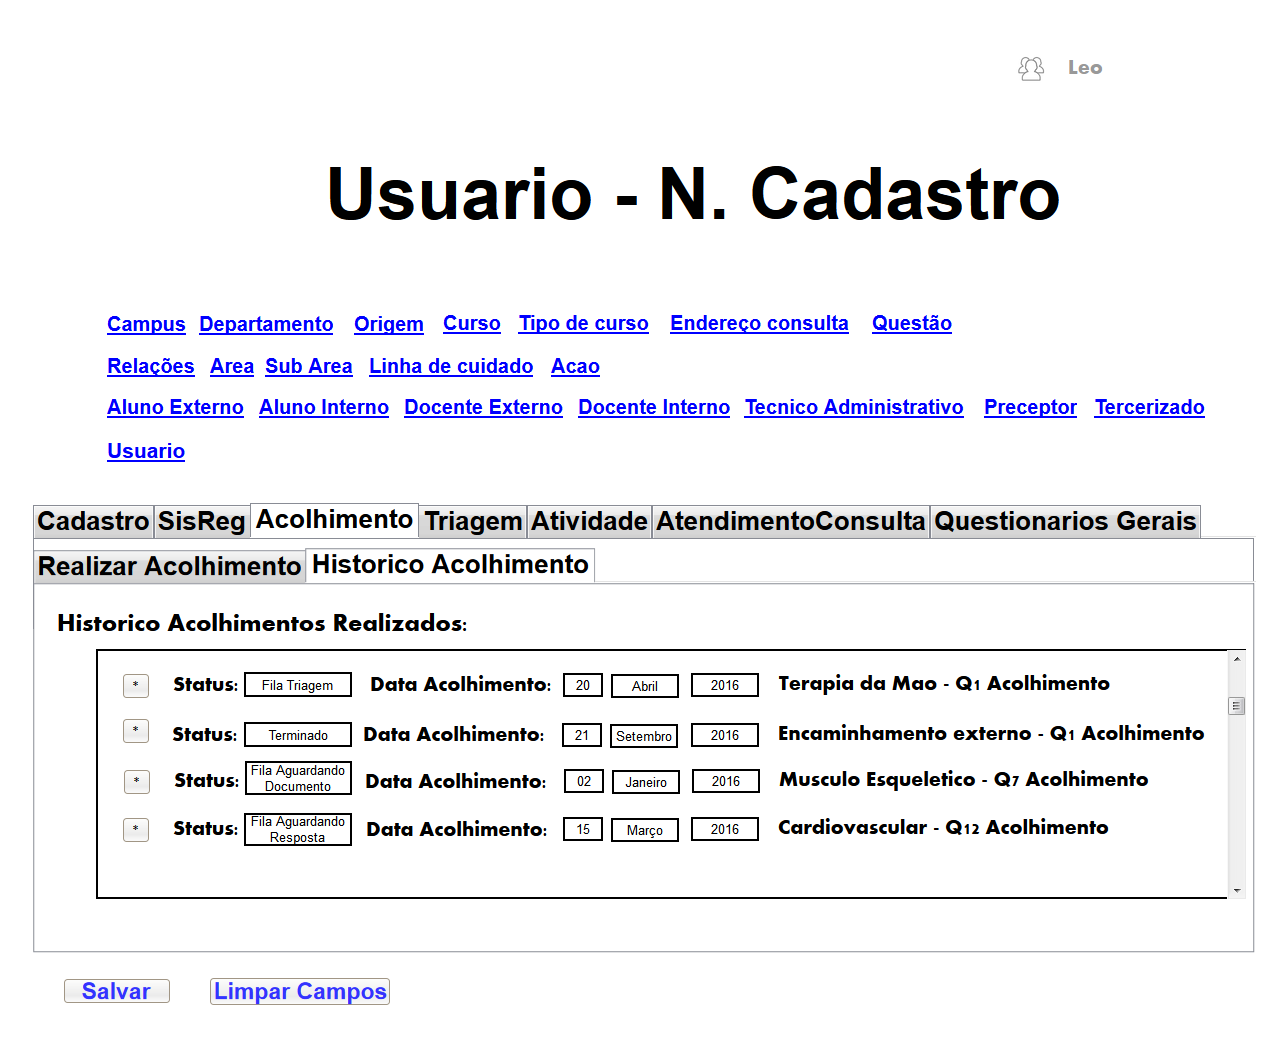 Leo
Usuario - N. Cadastro
Campus Departamento Origem Curso Tipo de curso Endereço consulta Questão
Relações Area Sub Area Linha de cuidado Acao
Aluno Externo Aluno Interno Docente Externo Docente Interno Tecnico Administrativo Preceptor Tercerizado
Usuario
Cadastro SisReg Acolhimento Triagem Atividade AtendimentoConsulta Questionarios Gerais
Realizar Acolhimento Historico Acolhimento
Historico Acolhimentos Realizados:
* Status: Fila Triagem Data Acolhimento: 20 Abril 2016 Terapia da Mao - Q1 Acolhimento
* Status: Terminado Data Acolhimento: 21 Setembro 2016 Encaminhamento externo - Q1 Acolhimento
* Status: Fila Aguardando Documento Data Acolhimento: 02 Janeiro 2016 Musculo Esqueletico - Q7 Acolhimento
* Status: Fila Aguardando Resposta Data Acolhimento: 15 Março 2016 Cardiovascular - Q12 Acolhimento
Salvar Limpar Campos